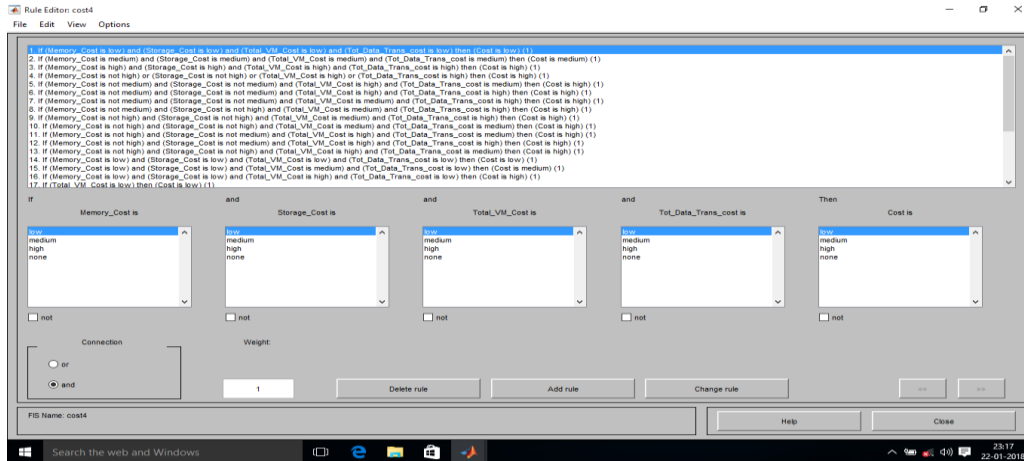 Rule Editor: cost4
File Edit View Options
1. If (Memory_Cost is low) and (Storage_Cost is low) and (Total_VM_Cost is low) and (Tot_Data_Trans_cost is low) then (Cost is low) (1)
2. If (Memory_Cost is medium) and (Storage_Cost is medium) and (Total_VM_Cost is medium) and (Tot_Data_Trans_cost is medium) then (Cost is medium) (1)
3. If (Memory_Cost is high) and (Storage_Cost is high) and (Total_VM_Cost is high) and (Tot_Data_Trans_cost is high) then (Cost is high) (1)
4. If (Memory_Cost is not high) or (Storage_Cost is not high) or (Total_VM_Cost is high) or (Tot_Data_Trans_cost is high) then (Cost is high) (1)
5. If (Memory_Cost is not medium) and (Storage_Cost is not medium) and (Total_VM_Cost is high) and (Tot_Data_Trans_cost is medium) then (Cost is high) (1)
6. If (Memory_Cost is not medium) and (Storage_Cost is not medium) and (Total_VM_Cost is high) and (Tot_Data_Trans_cost is high) then (Cost is high) (1)
7. If (Memory_Cost is not medium) and (Storage_Cost is not medium) and (Total_VM_Cost is medium) and (Tot_Data_Trans_cost is high) then (Cost is high) (1)
8. If (Memory_Cost is not medium) and (Storage_Cost is not high) and (Total_VM_Cost is medium) and (Tot_Data_Trans_cost is high) then (Cost is high) (1)
9. If (Memory_Cost is not high) and (Storage_Cost is not high) and (Total_VM_Cost is medium) and (Tot_Data_Trans_cost is high) then (Cost is high) (1)
10. If (Memory_Cost is not high) and (Storage_Cost is not high) and (Total_VM_Cost is medium) and (Tot_Data_Trans_cost is medium) then (Cost is high) (1)
11. If (Memory_Cost is not high) and (Storage_Cost is not medium) and (Total_VM_Cost is high) and (Tot_Data_Trans_cost is medium) then (Cost is high) (1)
12. If (Memory_Cost is not high) and (Storage_Cost is not medium) and (Total_VM_Cost is high) and (Tot_Data_Trans_cost is high) then (Cost is high) (1)
13. If (Memory_Cost is not high) and (Storage_Cost is not high) and (Total_VM_Cost is high) and (Tot_Data_Trans_cost is medium) then (Cost is high) (1)
14. If (Memory_Cost is low) and (Storage_Cost is low) and (Total_VM_Cost is low) and (Tot_Data_Trans_cost is low) then (Cost is low) (1)
15. If (Memory_Cost is low) and (Storage_Cost is low) and (Total_VM_Cost is medium) and (Tot_Data_Trans_cost is low) then (Cost is medium) (1)
16. If (Memory_Cost is low) and (Storage_Cost is low) and (Total_VM_Cost is high) and (Tot_Data_Trans_cost is low) then (Cost is high) (1)
17. If (Total_VM_Cost is low) then (Cost is low) (1)
If and and and Then
Memory_Cost is Storage_Cost is Total_VM_Cost is Tot_Data_Trans_cost is Cost is
low low low low low
medium medium medium medium medium
high high high high high
none none none none none
not not not not not
Connection Weight:
or
and 1 Delete rule Add rule Change rule << >>
FIS Name: cost4 Help Close
Search the web and Windows 23:17
22-01-2018